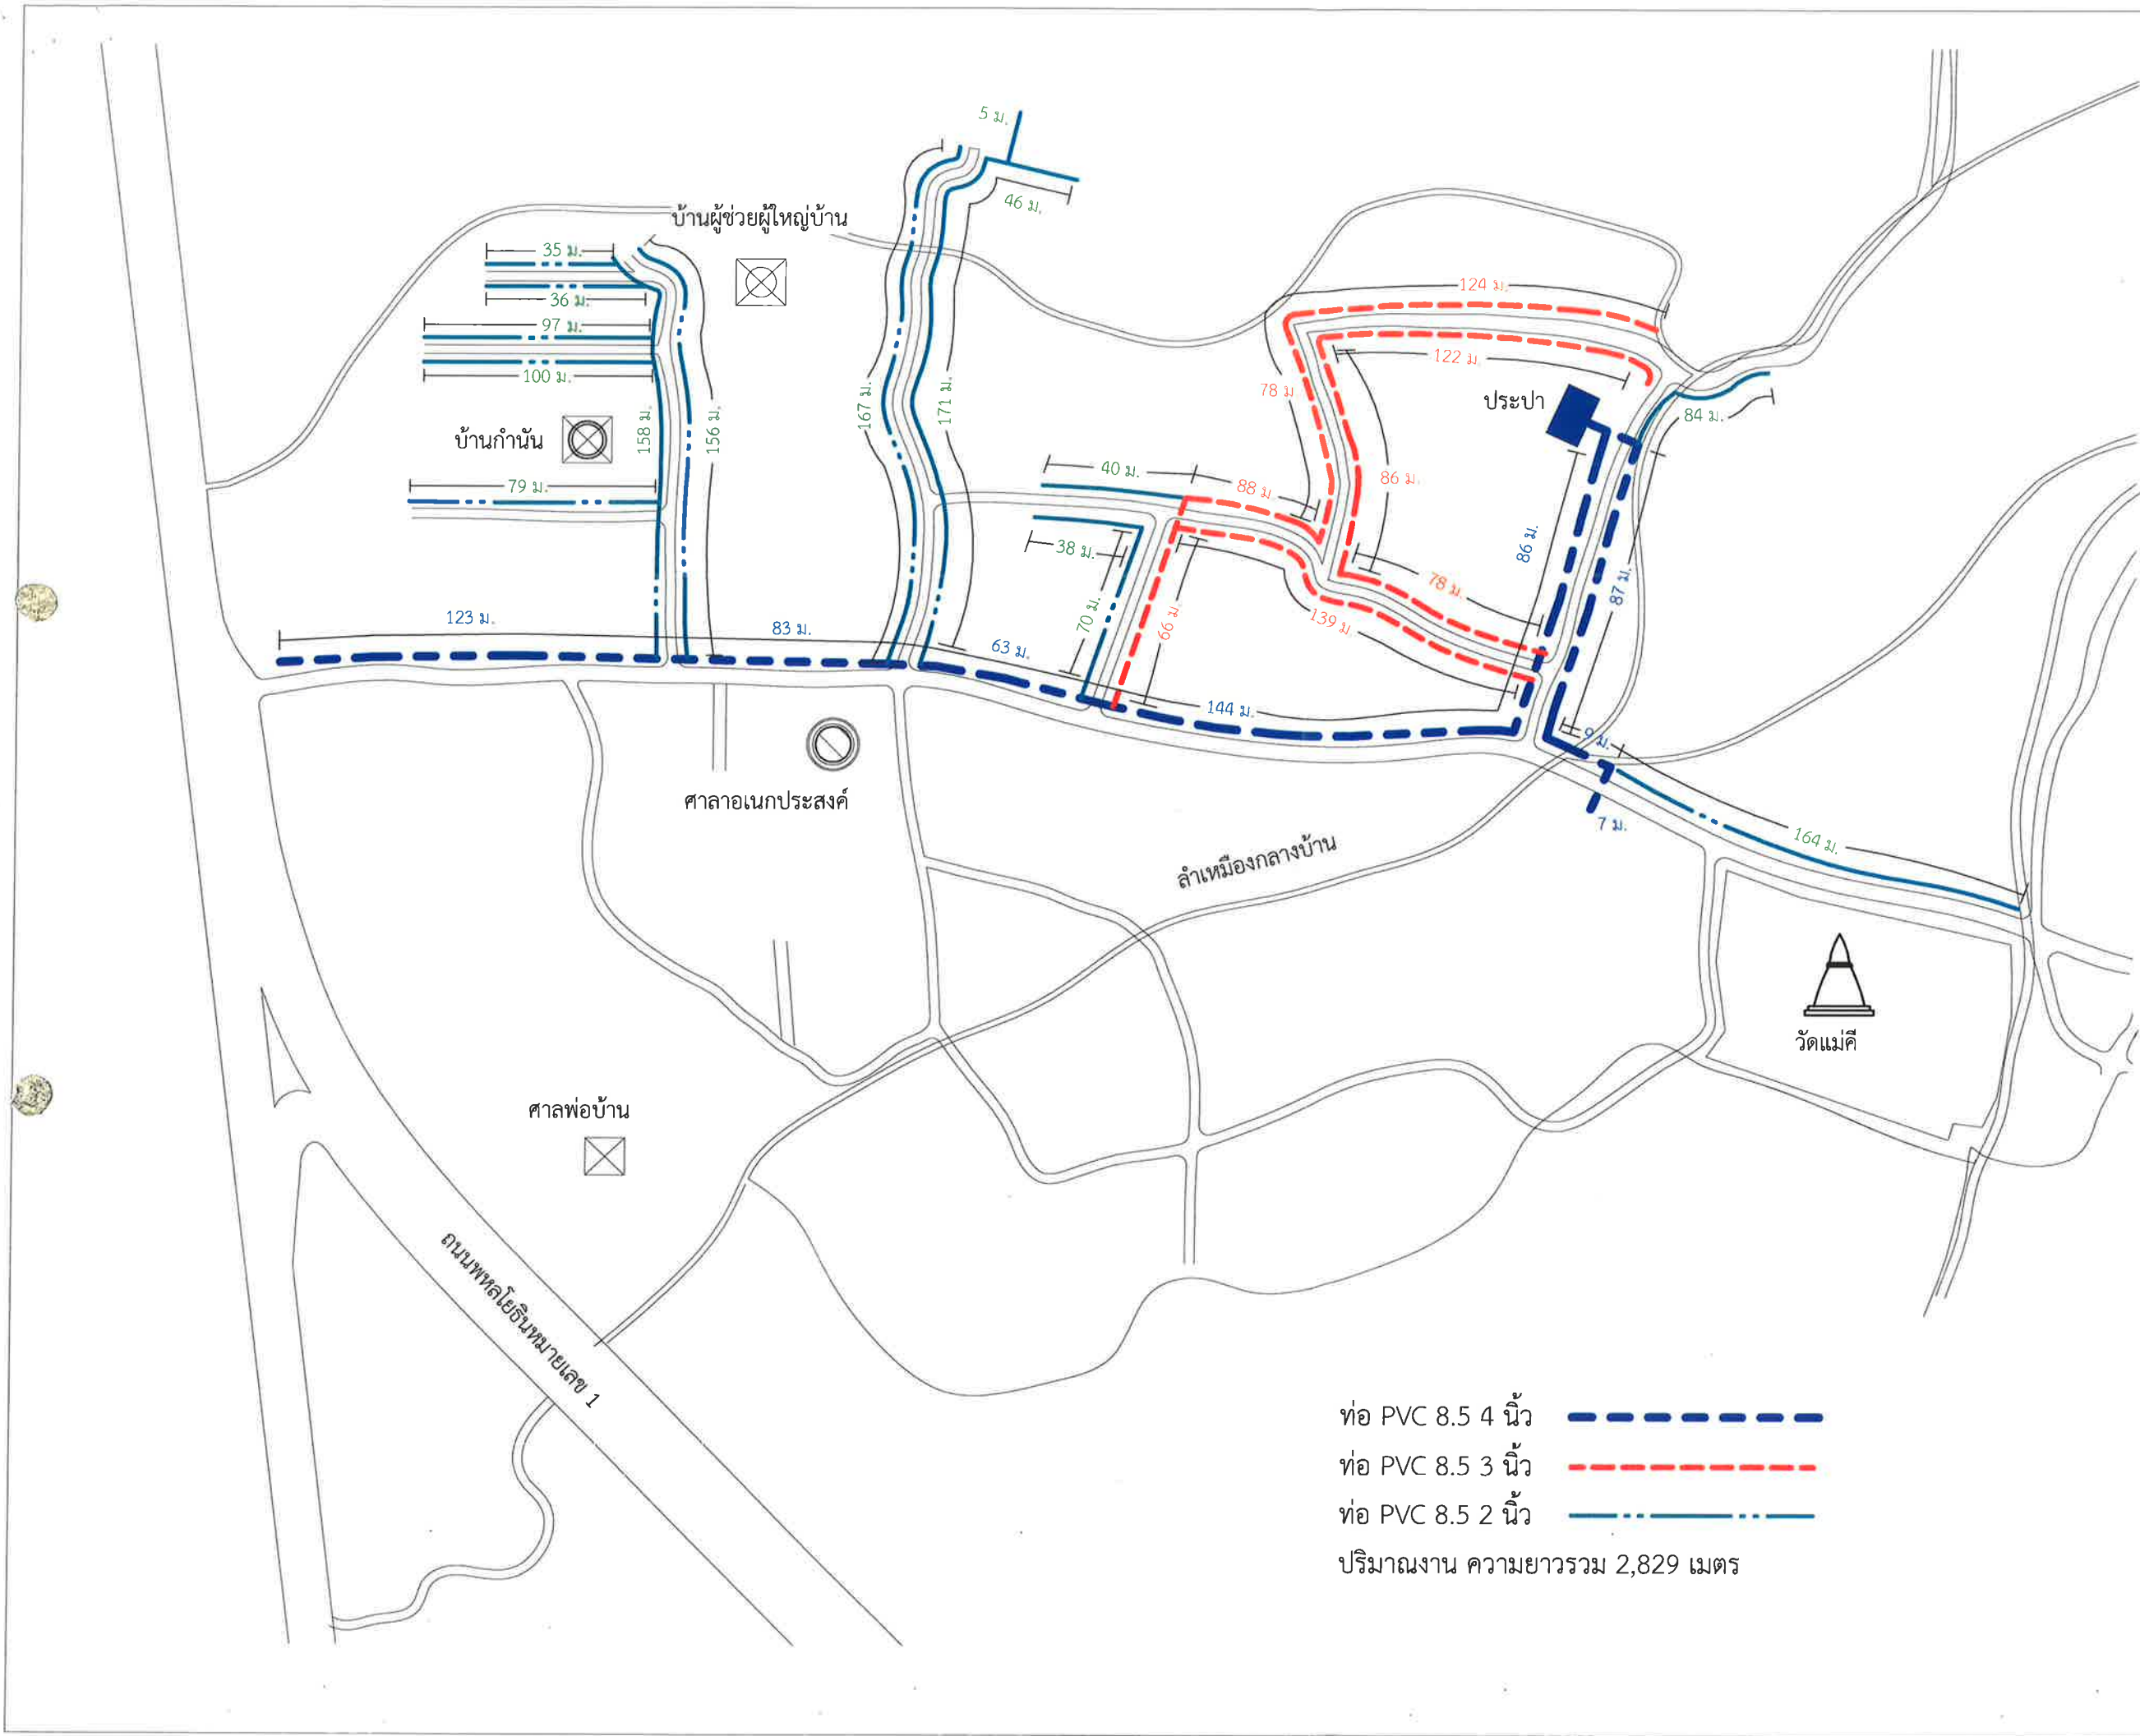 5 ม.
46 ม.
บ้านผู้ช่วยผู้ใหญ่บ้าน
35 ม.
36 ม.
97 ม.
100 ม.
บ้านกำนัน
79 ม.
158 ม.
156 ม.
167 ม.
171 ม.
124 ม.
122 ม.
78 ม.
86 ม.
ประปา
84 ม.
40 ม.
88 ม.
38 ม.
70 ม.
66 ม.
78 ม.
139 ม.
86 ม.
87 ม.
123 ม.
83 ม.
63 ม.
144 ม.
9 ม.
7 ม.
164 ม.
ศาลาอเนกประสงค์
ลำเหมืองกลางบ้าน
วัดแม่คี
ศาลพ่อบ้าน
ถนนพหลโยธินหมายเลข 1
ท่อ PVC 8.5 4 นิ้ว
ท่อ PVC 8.5 3 นิ้ว
ท่อ PVC 8.5 2 นิ้ว
ปริมาณงาน ความยาวรวม 2,829 เมตร